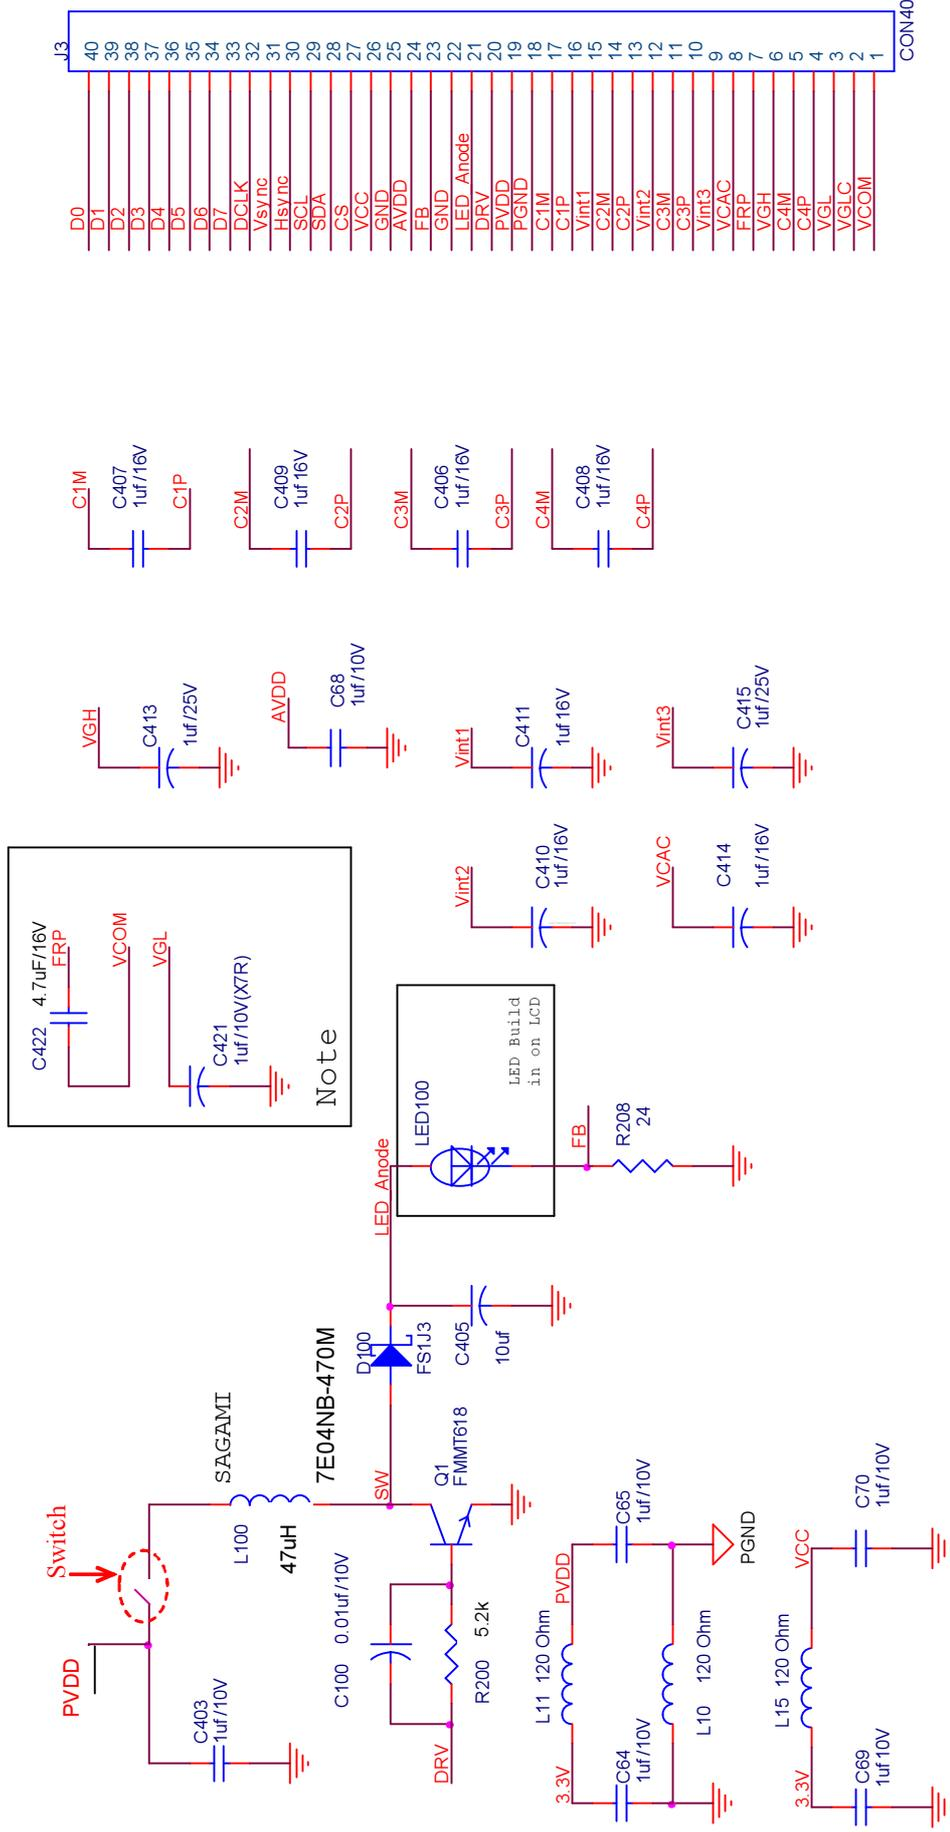 J3
40
39
38
37
36
35
34
33
32
31
30
29
28
27
26
25
24
23
22
21
20
19
18
17
16
15
14
13
12
11
10
9
8
7
6
5
4
3
2
1
CON40
D0
D1
D2
D3
D4
D5
D6
D7
DCLK
Vsync
Hsync
SCL
SDA
CS
VCC
GND
AVDD
FB
GND
LED_Anode
DRV
PVDD
PGND
C1M
C1P
Vint1
C2M
C2P
Vint2
C3M
C3P
Vint3
VCAC
FRP
VGH
C4M
C4P
VGL
VGLC
VCOM
C1M
C407
1uf/16V
C1P
C2M
C409
1uf 16V
C2P
C3M
C406
1uf/16V
C3P
C4M
C408
1uf/16V
C4P
VGH
C413
1uf/25V
AVDD
C68
1uf/10V
Vint1
C411
1uf16V
Vint3
C415
1uf/25V
Vint2
C410
1uf/16V
VCAC
C414
1uf/16V
C422
4.7uF/16V
FRP
VCOM
VGL
C421
1uf/10V(X7R)
Note
LED_Anode
LED100
LED Build
in on LCD
FB
R208
24
D100
FS1J3
C405
10uf
Switch
PVDD
C403
1uf/10V
SAGAMI
L100
47uH
7E04NB-470M
SW
Q1
FMMT618
C100
0.01uf/10V
R200
5.2k
DRV
3.3V
L11 120 Ohm
PVDD
C64
1uf/10V
C65
1uf/10V
L10
120 Ohm
PGND
3.3V
L15 120 Ohm
VCC
C69
1uf10V
C70
1uf/10V